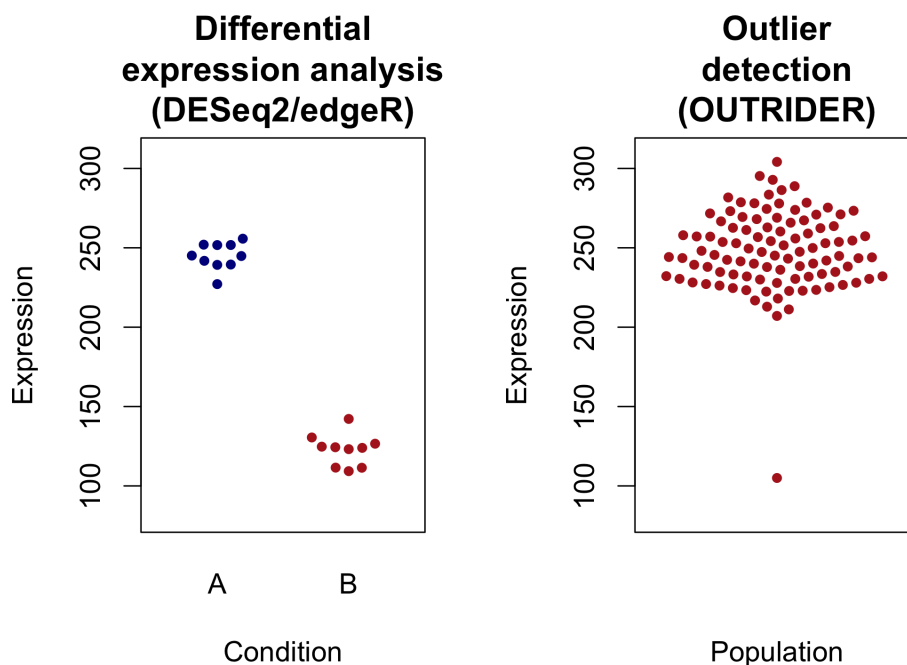 Differential
expression analysis
(DESeq2/edgeR)
Expression
300
250
200
150
100
A B
Condition
Outlier
detection
(OUTRIDER)
Expression
300
250
200
150
100
Population